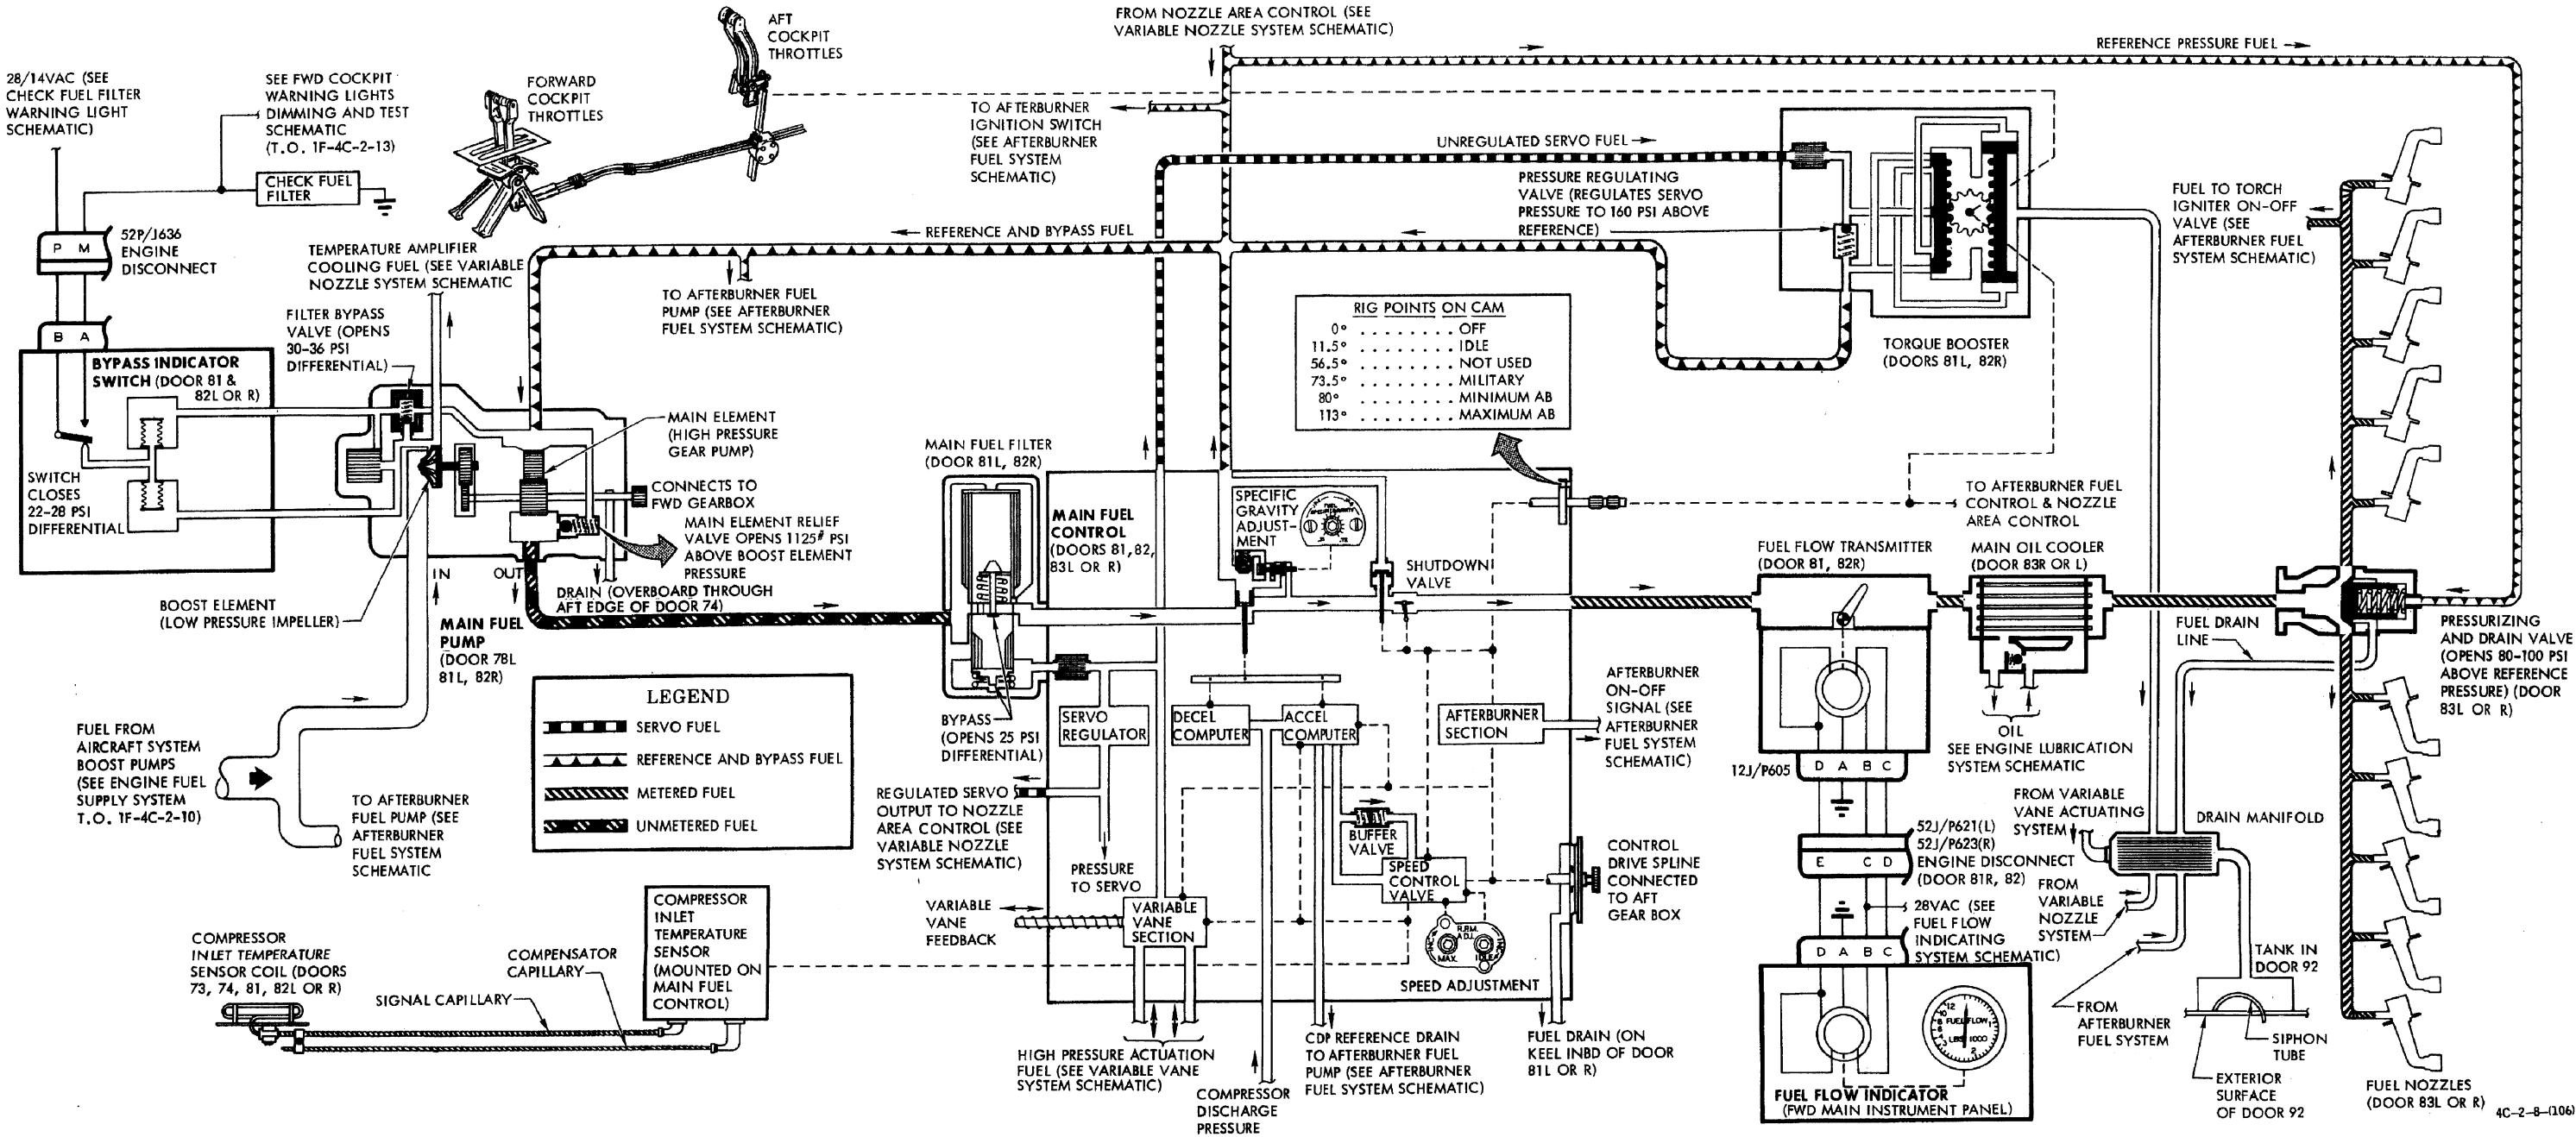 28/14VAC (SEE
CHECK FUEL FILTER
WARNING LIGHT
SCHEMATIC)
SEE FWD COCKPIT
WARNING LIGHTS
DIMMING AND TEST
SCHEMATIC
(T.O. 1F-4C-2-13)
CHECK FUEL
FILTER
P M
52P/J636
ENGINE
DISCONNECT
B A
BYPASS INDICATOR
SWITCH (DOOR 81 &
82L OR R)
SWITCH
CLOSES
22-28 PSI
DIFFERENTIAL
FORWARD
COCKPIT
THROTTLES
AFT
COCKPIT
THROTTLES
TEMPERATURE AMPLIFIER
COOLING FUEL (SEE VARIABLE
NOZZLE SYSTEM SCHEMATIC
FILTER BYPASS
VALVE (OPENS
30-36 PSI
DIFFERENTIAL)
MAIN ELEMENT
(HIGH PRESSURE
GEAR PUMP)
CONNECTS TO
FWD GEARBOX
MAIN ELEMENT RELIEF
VALVE OPENS 1125# PSI
ABOVE BOOST ELEMENT
PRESSURE
IN
OUT
DRAIN (OVERBOARD THROUGH
AFT EDGE OF DOOR 74)
BOOST ELEMENT
(LOW PRESSURE IMPELLER)
MAIN FUEL
PUMP
(DOOR 78L
81L, 82R)
FUEL FROM
AIRCRAFT SYSTEM
BOOST PUMPS
(SEE ENGINE FUEL
SUPPLY SYSTEM
T.O. 1F-4C-2-10)
TO AFTERBURNER
FUEL PUMP (SEE
AFTERBURNER
FUEL SYSTEM
SCHEMATIC
LEGEND
SERVO FUEL
REFERENCE AND BYPASS FUEL
METERED FUEL
UNMETERED FUEL
COMPRESSOR
INLET TEMPERATURE
SENSOR COIL (DOORS
73, 74, 81, 82L OR R)
SIGNAL CAPILLARY
COMPENSATOR
CAPILLARY
COMPRESSOR
INLET
TEMPERATURE
SENSOR
(MOUNTED ON
MAIN FUEL
CONTROL)
FROM NOZZLE AREA CONTROL (SEE
VARIABLE NOZZLE SYSTEM SCHEMATIC)
REFERENCE PRESSURE FUEL
TO AFTERBURNER
IGNITION SWITCH
(SEE AFTERBURNER
FUEL SYSTEM
SCHEMATIC)
UNREGULATED SERVO FUEL
PRESSURE REGULATING
VALVE (REGULATES SERVO
PRESSURE TO 160 PSI ABOVE
REFERENCE)
REFERENCE AND BYPASS FUEL
TO AFTERBURNER FUEL
PUMP (SEE AFTERBURNER
FUEL SYSTEM SCHEMATIC)
RIG POINTS ON CAM
0° ........ OFF
11.5° ........ IDLE
56.5° ........ NOT USED
73.5° ........ MILITARY
80° ........ MINIMUM AB
113° ........ MAXIMUM AB
TORQUE BOOSTER
(DOORS 81L, 82R)
FUEL TO TORCH
IGNITER ON-OFF
VALVE (SEE
AFTERBURNER FUEL
SYSTEM SCHEMATIC)
MAIN FUEL FILTER
(DOOR 81L, 82R)
MAIN FUEL
CONTROL
(DOORS 81,82,
83L OR R)
SPECIFIC
GRAVITY
ADJUST-
MENT
SHUTDOWN
VALVE
TO AFTERBURNER FUEL
CONTROL & NOZZLE
AREA CONTROL
FUEL FLOW TRANSMITTER
(DOOR 81, 82R)
MAIN OIL COOLER
(DOOR 83R OR L)
FUEL DRAIN
LINE
PRESSURIZING
AND DRAIN VALVE
(OPENS 80-100 PSI
ABOVE REFERENCE
PRESSURE) (DOOR
83L OR R)
BYPASS
(OPENS 25 PSI
DIFFERENTIAL)
SERVO
REGULATOR
DECEL
COMPUTER
ACCEL
COMPUTER
AFTERBURNER
SECTION
AFTERBURNER
ON-OFF
SIGNAL (SEE
AFTERBURNER
FUEL SYSTEM
SCHEMATIC)
REGULATED SERVO
OUTPUT TO NOZZLE
AREA CONTROL (SEE
VARIABLE NOZZLE
SYSTEM SCHEMATIC)
PRESSURE
TO SERVO
BUFFER
VALVE
SPEED
CONTROL
VALVE
VARIABLE
VANE
FEEDBACK
VARIABLE
VANE
SECTION
R.P.M.
ADJ.
INC
MAX.
IDLE
INC
SPEED ADJUSTMENT
CONTROL
DRIVE SPLINE
CONNECTED
TO AFT
GEAR BOX
HIGH PRESSURE ACTUATION
FUEL (SEE VARIABLE VANE
SYSTEM SCHEMATIC)
COMPRESSOR
DISCHARGE
PRESSURE
CDP REFERENCE DRAIN
TO AFTERBURNER FUEL
PUMP (SEE AFTERBURNER
FUEL SYSTEM SCHEMATIC)
FUEL DRAIN (ON
KEEL INBD OF DOOR
81L OR R)
12J/P605
D A B C
OIL
SEE ENGINE LUBRICATION
SYSTEM SCHEMATIC
52J/P621(L)
52J/P623(R)
ENGINE DISCONNECT
(DOOR 81R, 82)
E C D
28VAC (SEE
FUEL FLOW
INDICATING
SYSTEM SCHEMATIC)
D A B C
FUEL FLOW
LBS 1000
FUEL FLOW INDICATOR
(FWD MAIN INSTRUMENT PANEL)
FROM VARIABLE
VANE ACTUATING
SYSTEM
DRAIN MANIFOLD
FROM
VARIABLE
NOZZLE
SYSTEM
FROM
AFTERBURNER
FUEL SYSTEM
TANK IN
DOOR 92
SIPHON
TUBE
EXTERIOR
SURFACE
OF DOOR 92
FUEL NOZZLES
(DOOR 83L OR R)
4C-2-8-(106)